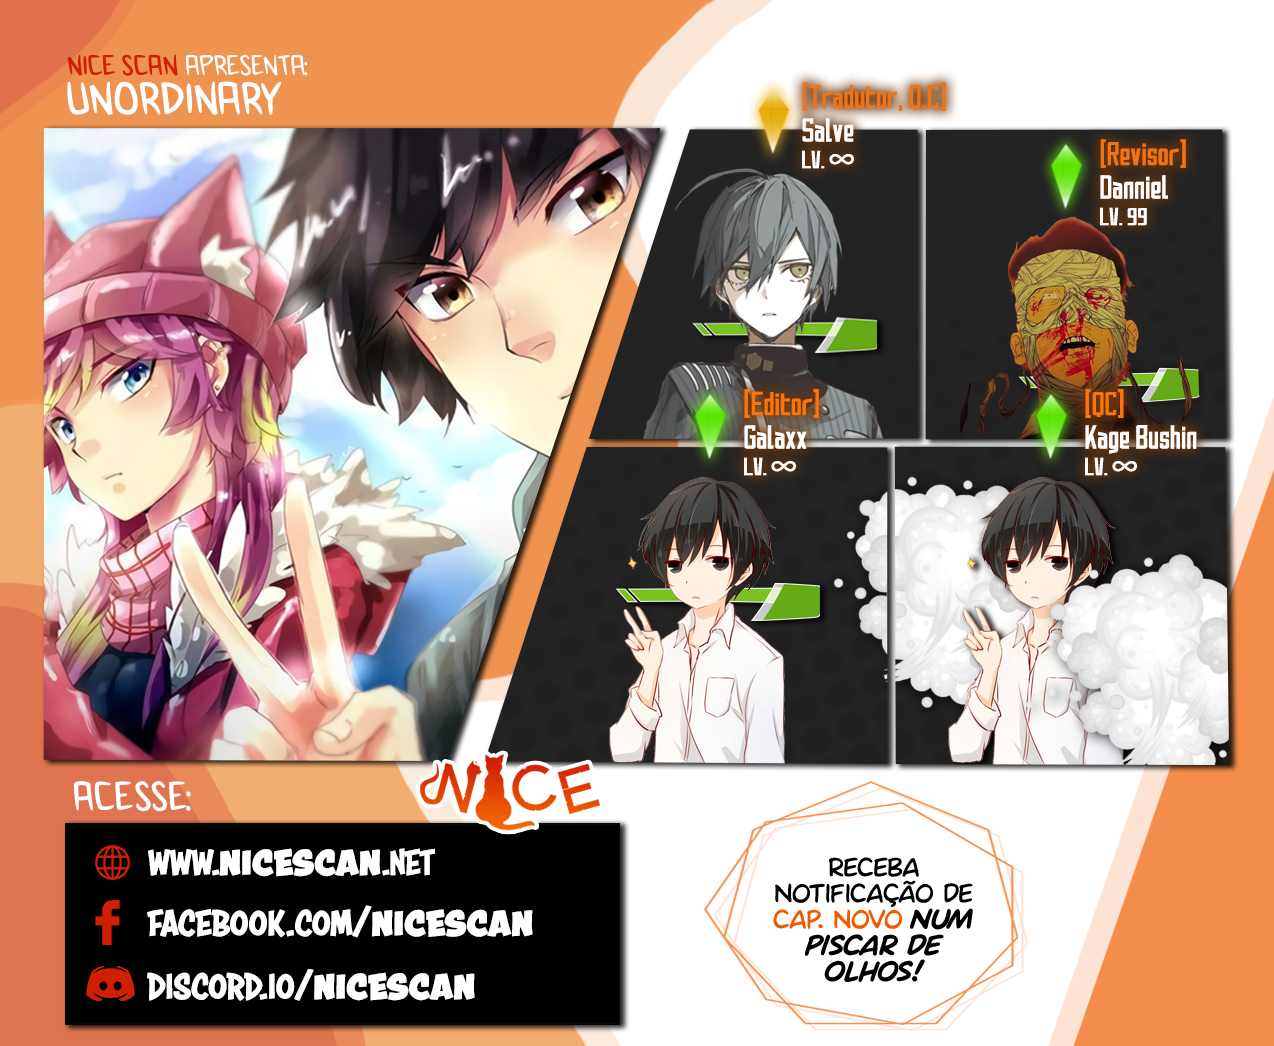 NICE SCAN APRESENTA:
UNORDINARY
[Tradutor, Q.C]
Salve
LV. ∞
[Revisor]
Danniel
LV. 99
[Editor]
Galaxx
LV. ∞
[QC]
Kage Bushin
LV. ∞
NICE
ACESSE:
WWW.NICESCAN.NET
FACEBOOK.COM/NICESCAN
DISCORD.IO/NICESCAN
RECEBA
NOTIFICAÇÃO DE
CAP. NOVO NUM
PISCAR DE
OLHOS!